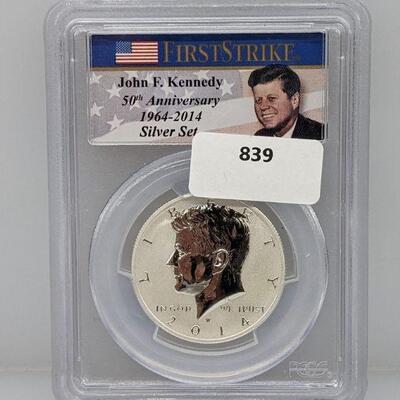 FIRSTSTRIKE
John F. Kennedy
50th Anniversary
1964-2014
Silver Set
839
LIBERTY
IN GOD WE TRUST
2014
PCGS